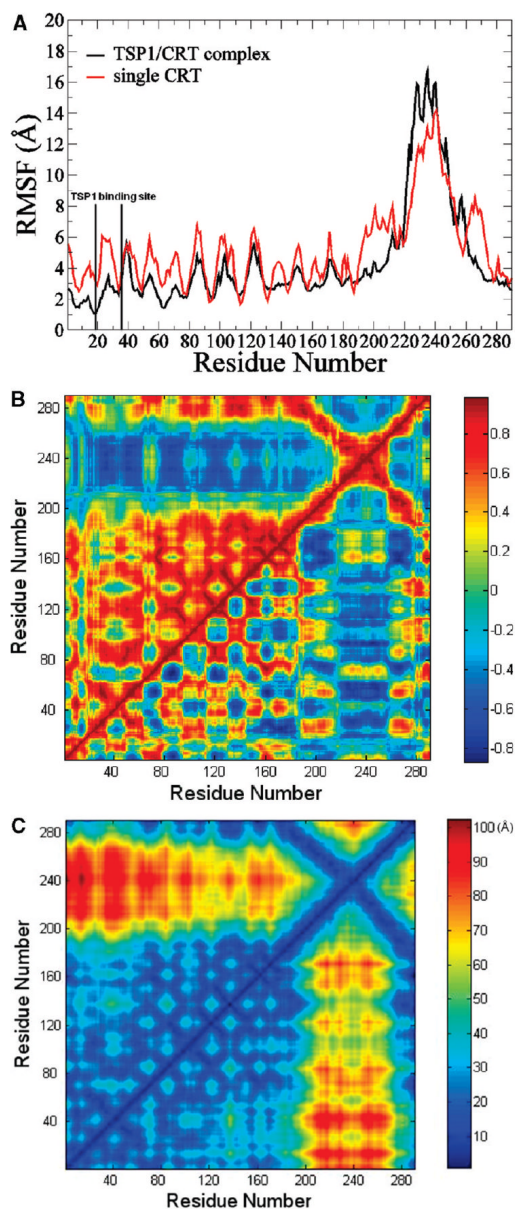 A
TSP1/CRT complex
single CRT
TSP1 binding site
RMSF (Å)
20
18
16
14
12
10
8
6
4
2
0
20 40 60 80 100 120 140 160 180 200 220 240 260 280
Residue Number
B
Residue Number
280
240
200
160
120
80
40
40 80 120 160 200 240 280
Residue Number
0.8
0.6
0.4
0.2
0
-0.2
-0.4
-0.6
-0.8
C
Residue Number
280
240
200
160
120
80
40
40 80 120 160 200 240 280
Residue Number
100 (Å)
90
80
70
60
50
40
30
20
10